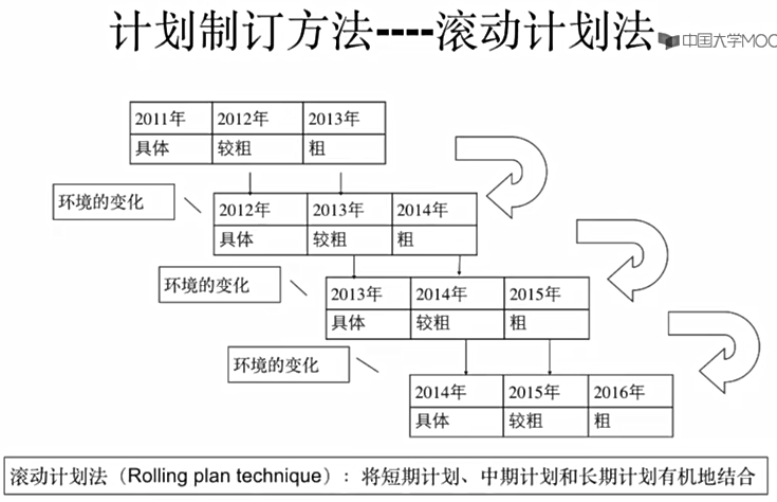 计划制订方法----滚动计划法
中国大学MOO
2011年 2012年 2013年
具体 较粗 粗
环境的变化
2012年 2013年 2014年
具体 较粗 粗
环境的变化
2013年 2014年 2015年
具体 较粗 粗
环境的变化
2014年 2015年 2016年
具体 较粗 粗
滚动计划法（Rolling plan technique）：将短期计划、中期计划和长期计划有机地结合